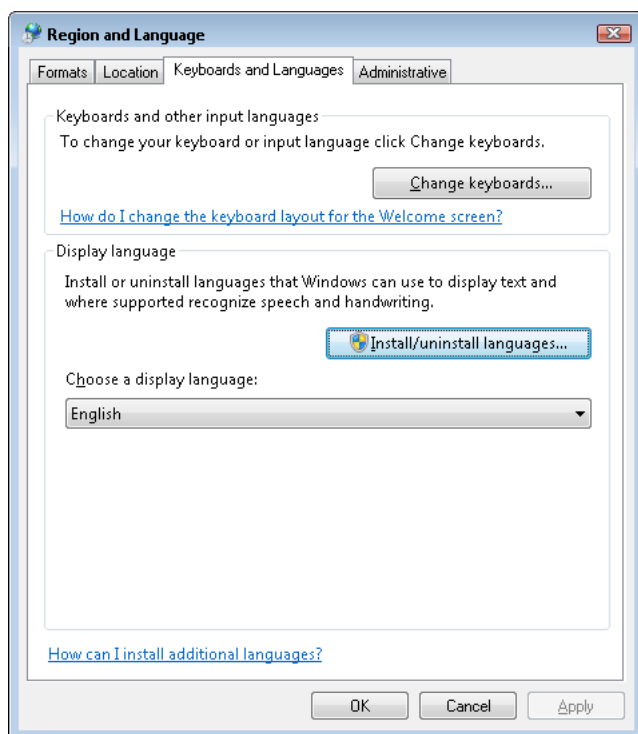 Region and Language
Formats Location Keyboards and Languages Administrative
Keyboards and other input languages
To change your keyboard or input language click Change keyboards.
Change keyboards...
How do I change the keyboard layout for the Welcome screen?
Display language
Install or uninstall languages that Windows can use to display text and
where supported recognize speech and handwriting.
Install/uninstall languages...
Choose a display language:
English
How can I install additional languages?
OK Cancel Apply